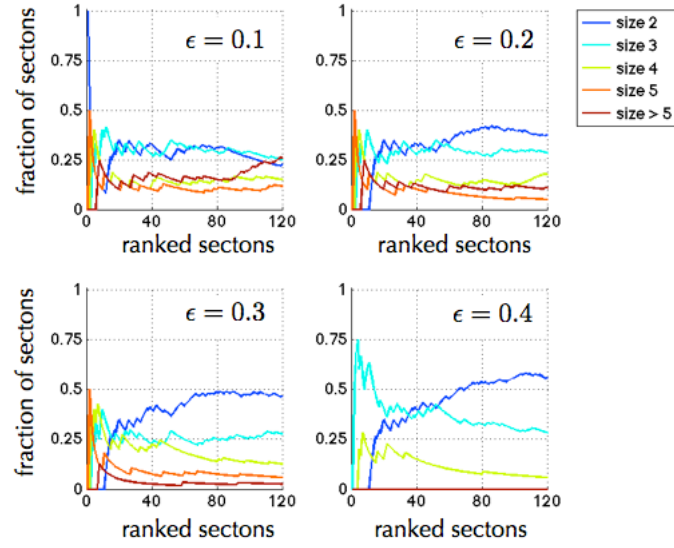 1
0.75
0.5
0.25
0
0
40
80
120
ϵ = 0.1
fraction of sectons
ranked sectons
1
0.75
0.5
0.25
0
0
40
80
120
ϵ = 0.2
ranked sectons
size 2
size 3
size 4
size 5
size > 5
1
0.75
0.5
0.25
0
0
40
80
120
ϵ = 0.3
fraction of sectons
ranked sectons
1
0.75
0.5
0.25
0
0
40
80
120
ϵ = 0.4
ranked sectons